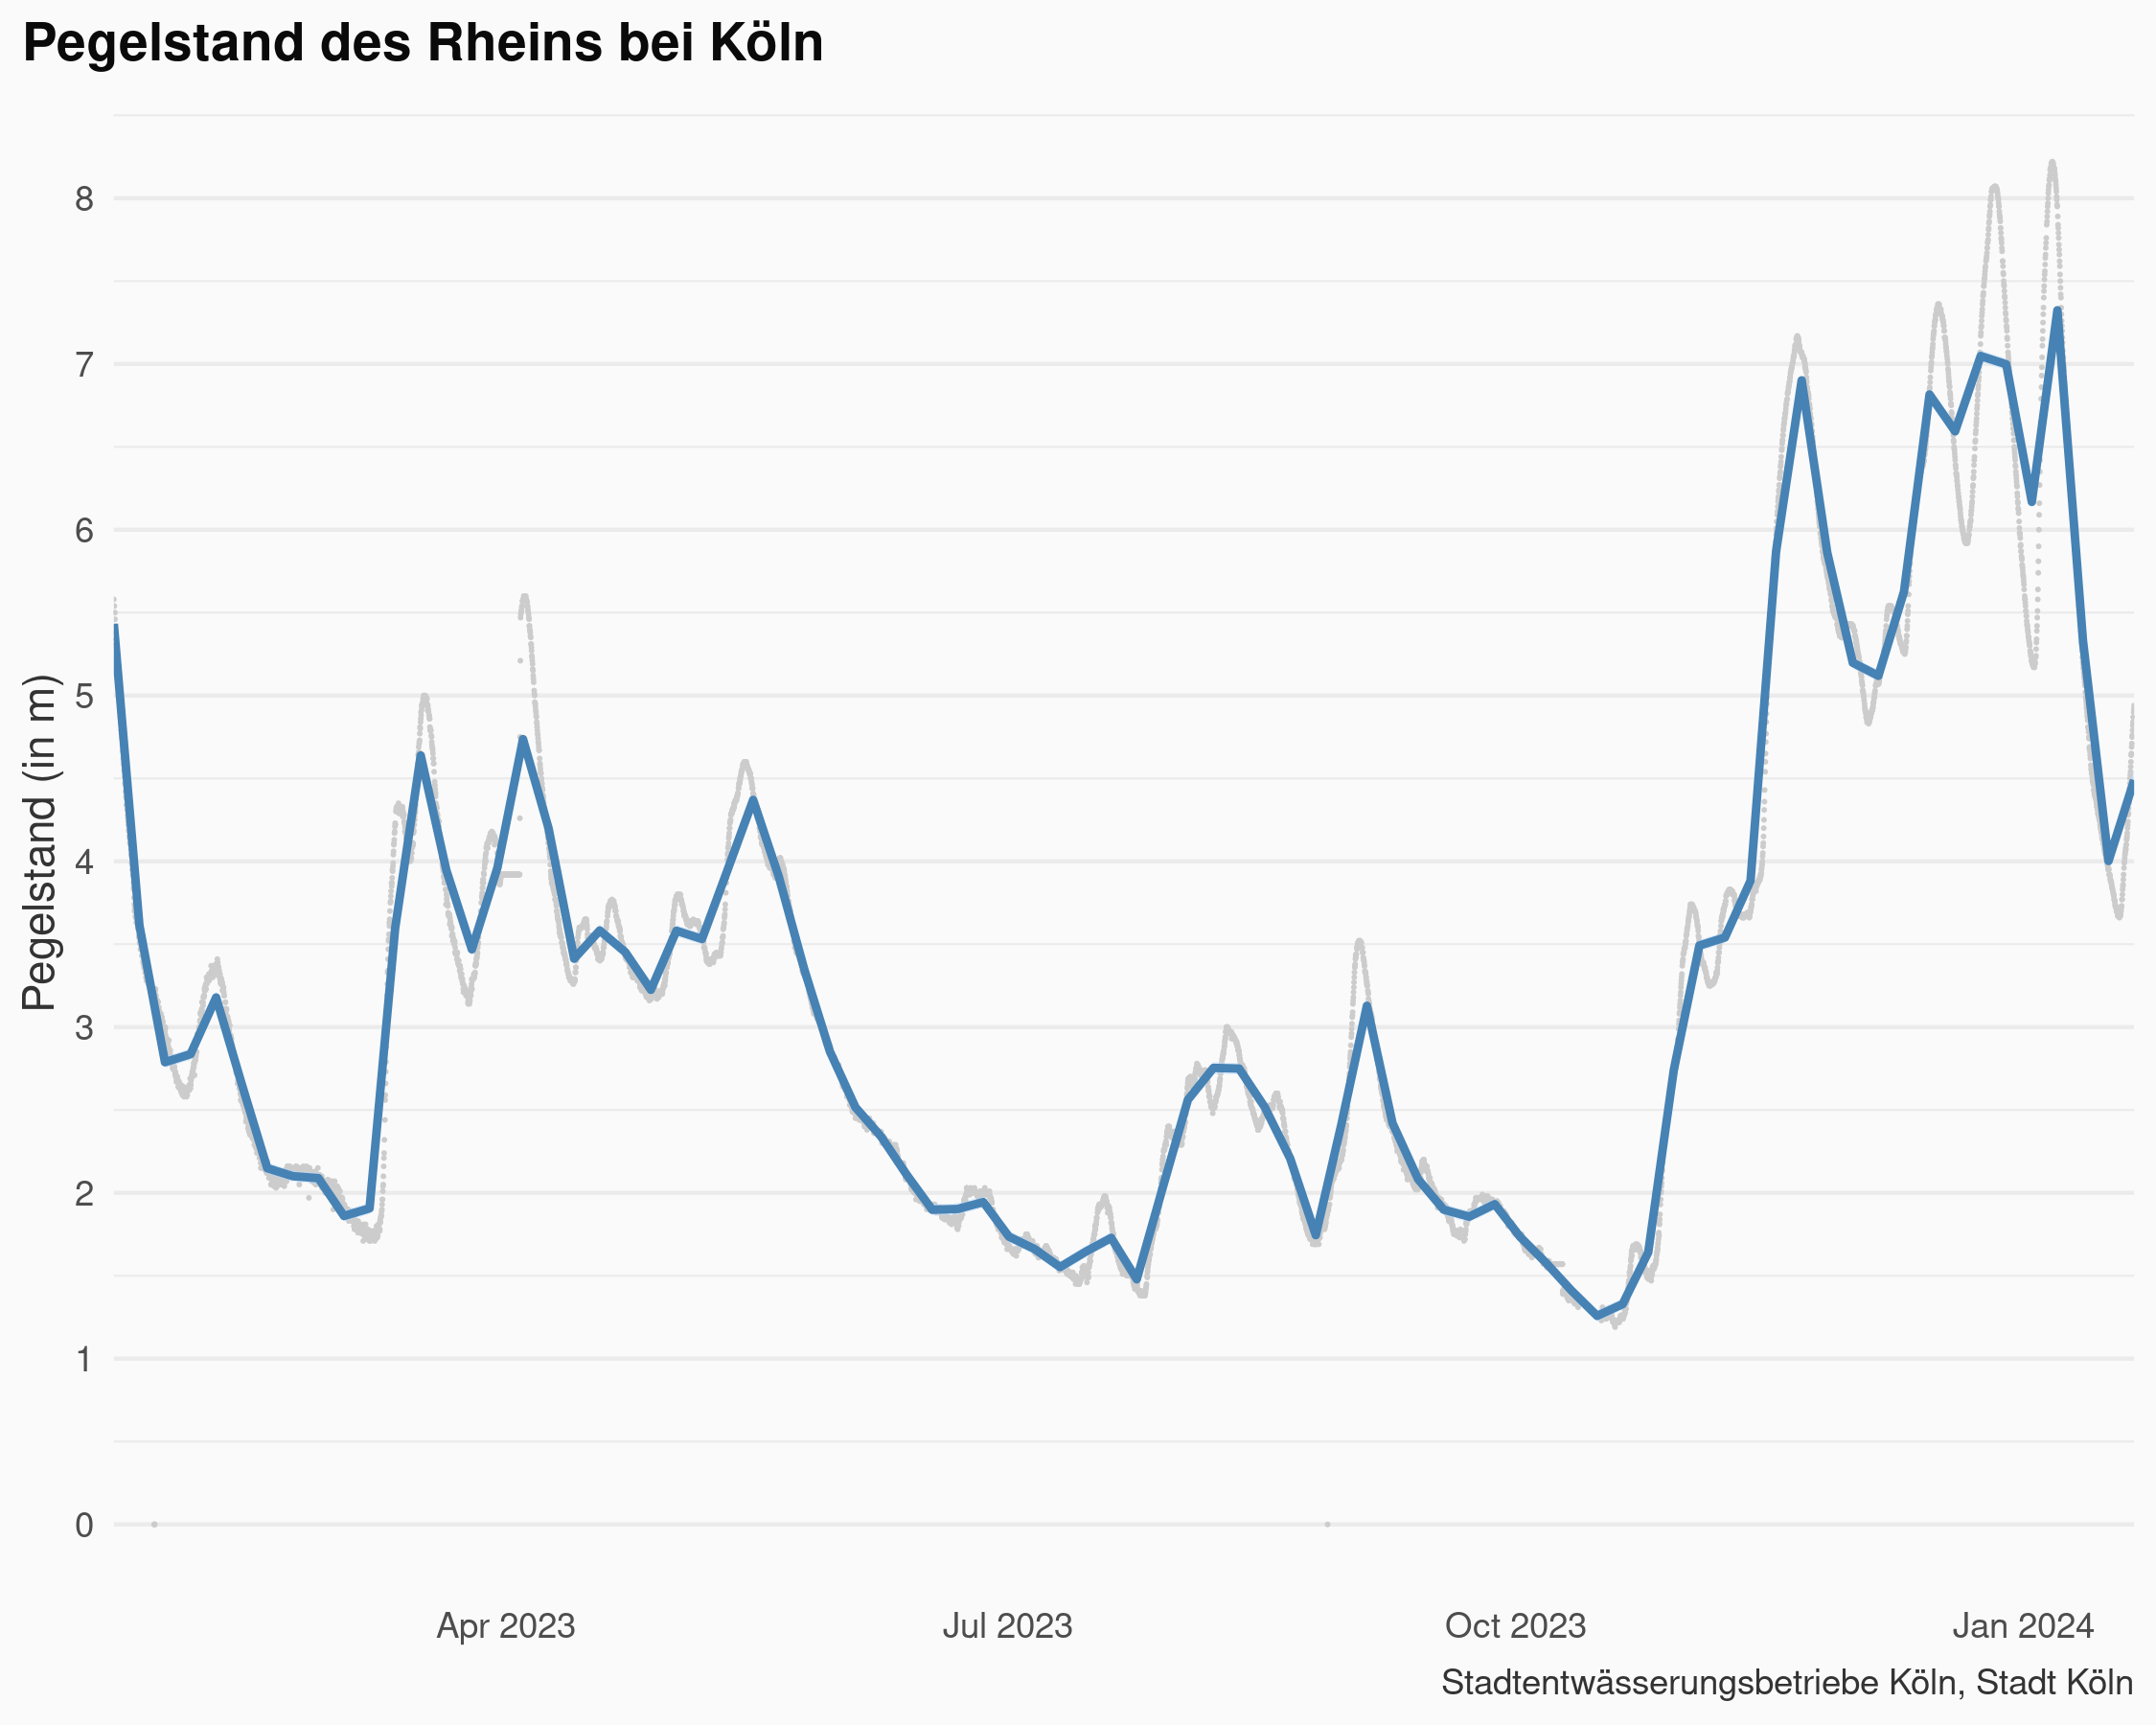 Pegelstand des Rheins bei Köln
Pegelstand (in m)
8
7
6
5
4
3
2
1
0
Apr 2023 Jul 2023 Oct 2023 Jan 2024
Stadtentwässerungsbetriebe Köln, Stadt Köln